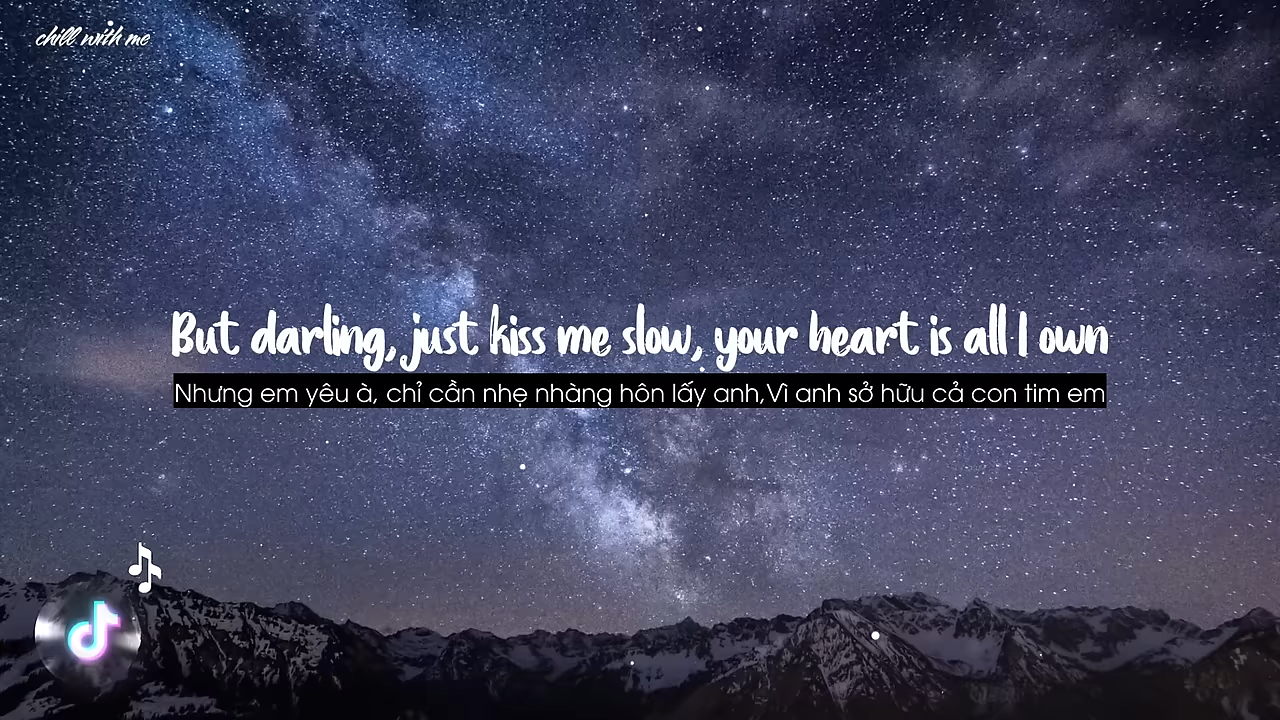 chill with me
But darling, just kiss me slow, your heart is all I own
Nhưng em yêu à, chỉ cần nhẹ nhàng hôn lấy anh,Vì anh sở hữu cả con tim em